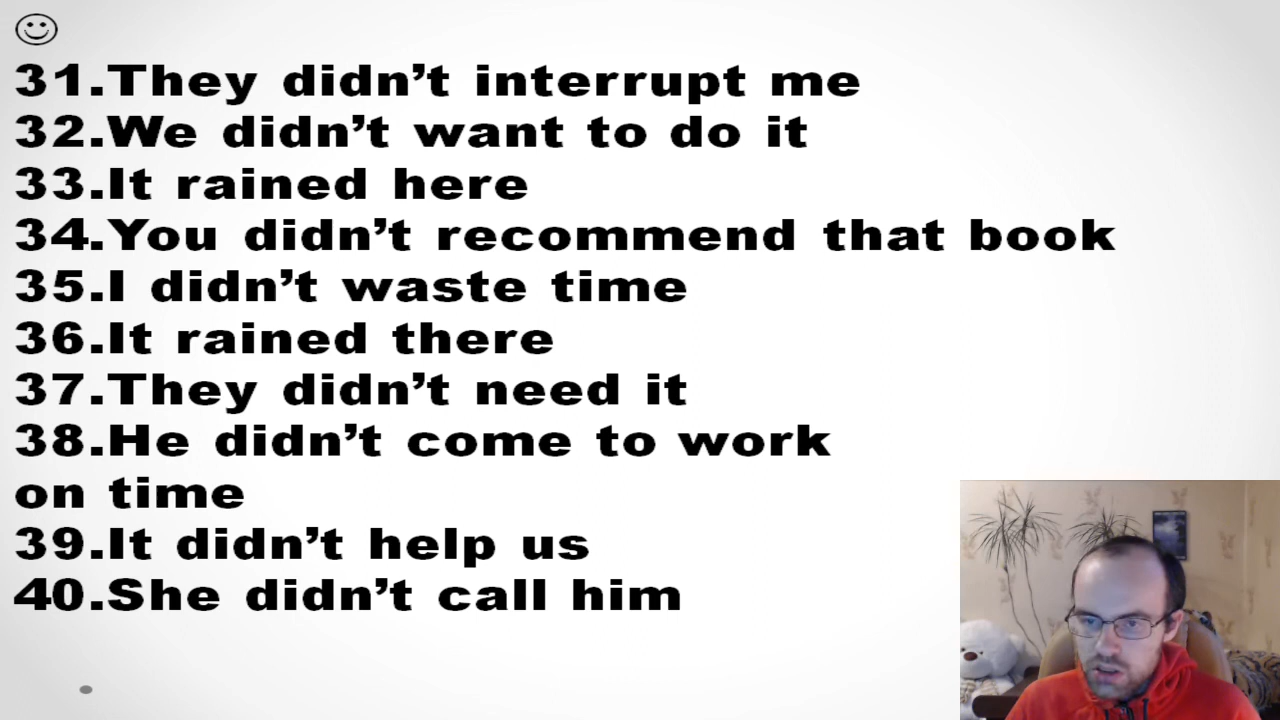 31.They didn’t interrupt me
32.We didn’t want to do it
33.It rained here
34.You didn’t recommend that book
35.I didn’t waste time
36.It rained there
37.They didn’t need it
38.He didn’t come to work
on time
39.It didn’t help us
40.She didn’t call him